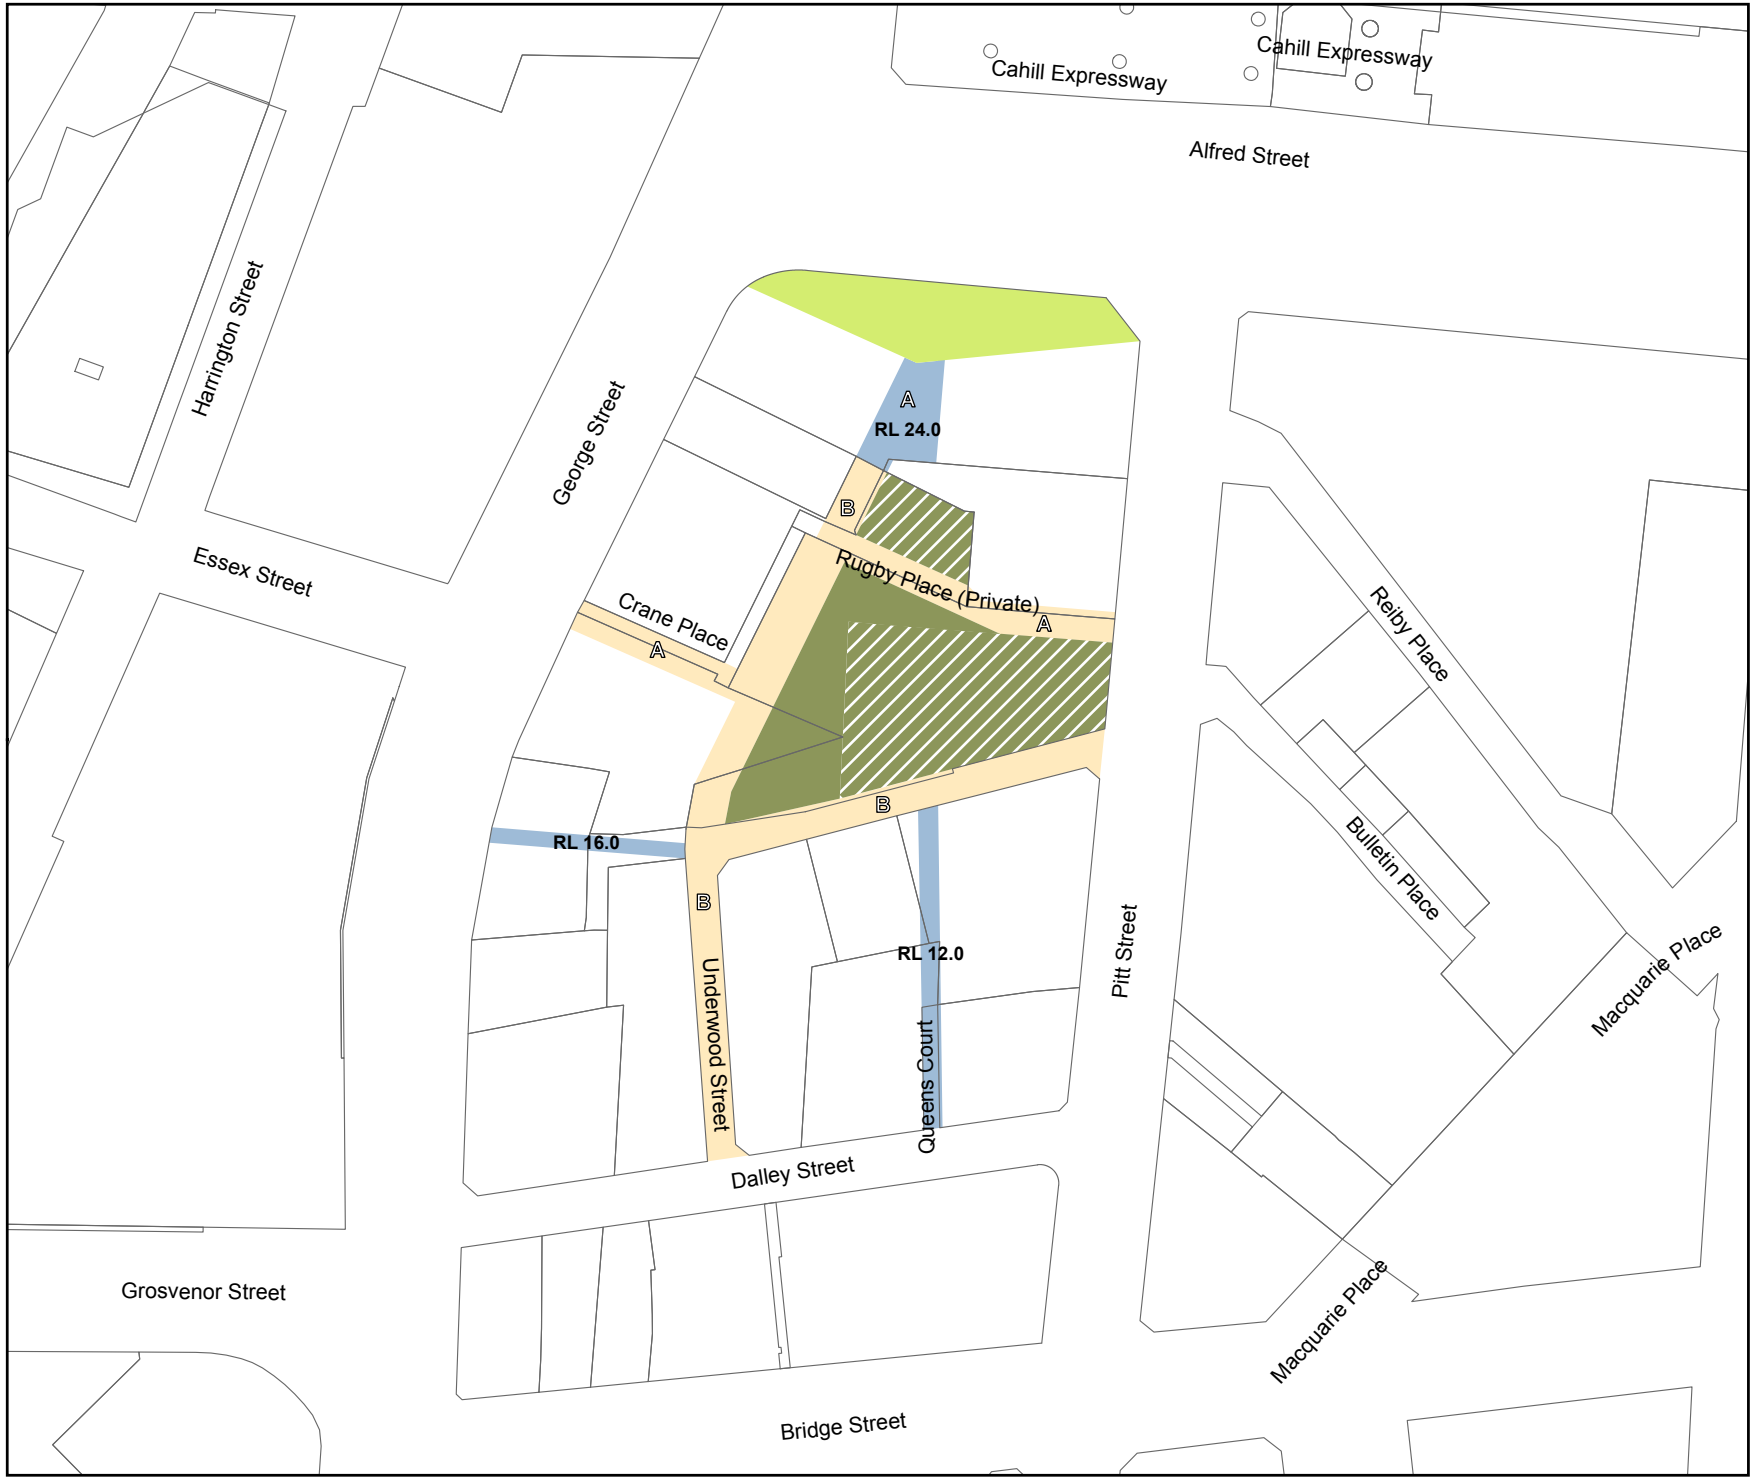 Cahill Expressway
Cahill Expressway
Alfred Street
Harrington Street
George Street
A
RL 24.0
B
Essex Street
Rugby Place (Private)
Crane Place
A
A
Reiby Place
B
RL 16.0
Bulletin Place
B
Pitt Street
RL 12.0
Macquarie Place
Underwood Street
Queens Court
Dalley Street
Grosvenor Street
Macquarie Place
Bridge Street